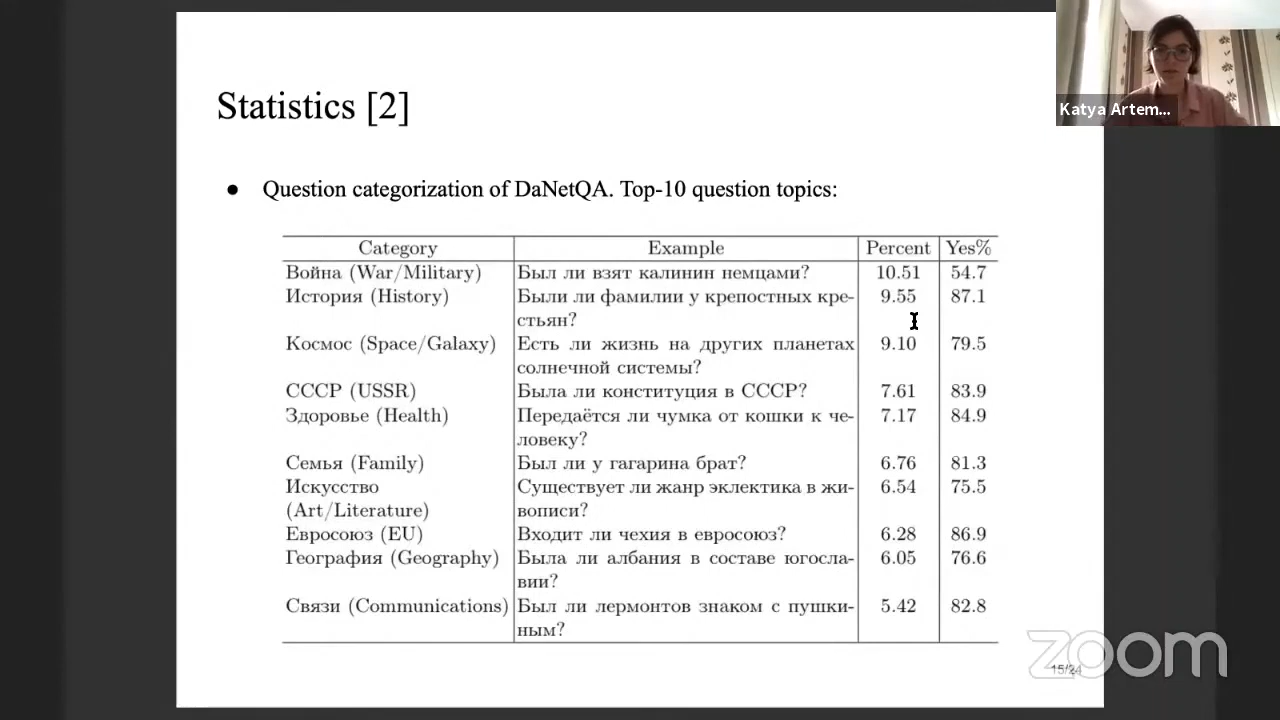 Statistics [2]
Katya Artem...
● Question categorization of DaNetQA. Top-10 question topics:
Category Example Percent Yes%
Война (War/Military) Был ли взят калинин немцами? 10.51 54.7
История (History) Были ли фамилии у крепостных кре- 9.55 87.1
стьян?
Космос (Space/Galaxy) Есть ли жизнь на других планетах 9.10 79.5
солнечной системы?
СССР (USSR) Была ли конституция в СССР? 7.61 83.9
Здоровье (Health) Передаётся ли чумка от кошки к че- 7.17 84.9
ловеку?
Семья (Family) Был ли у гагарина брат? 6.76 81.3
Искусство Существует ли жанр эклектика в жи- 6.54 75.5
(Art/Literature) вописи?
Евросоюз (EU) Входит ли чехия в евросоюз? 6.28 86.9
География (Geography) Была ли албания в составе югосла- 6.05 76.6
вии?
Связи (Communications) Был ли лермонтов знаком с пушки- 5.42 82.8
ным?
zoom
15/24